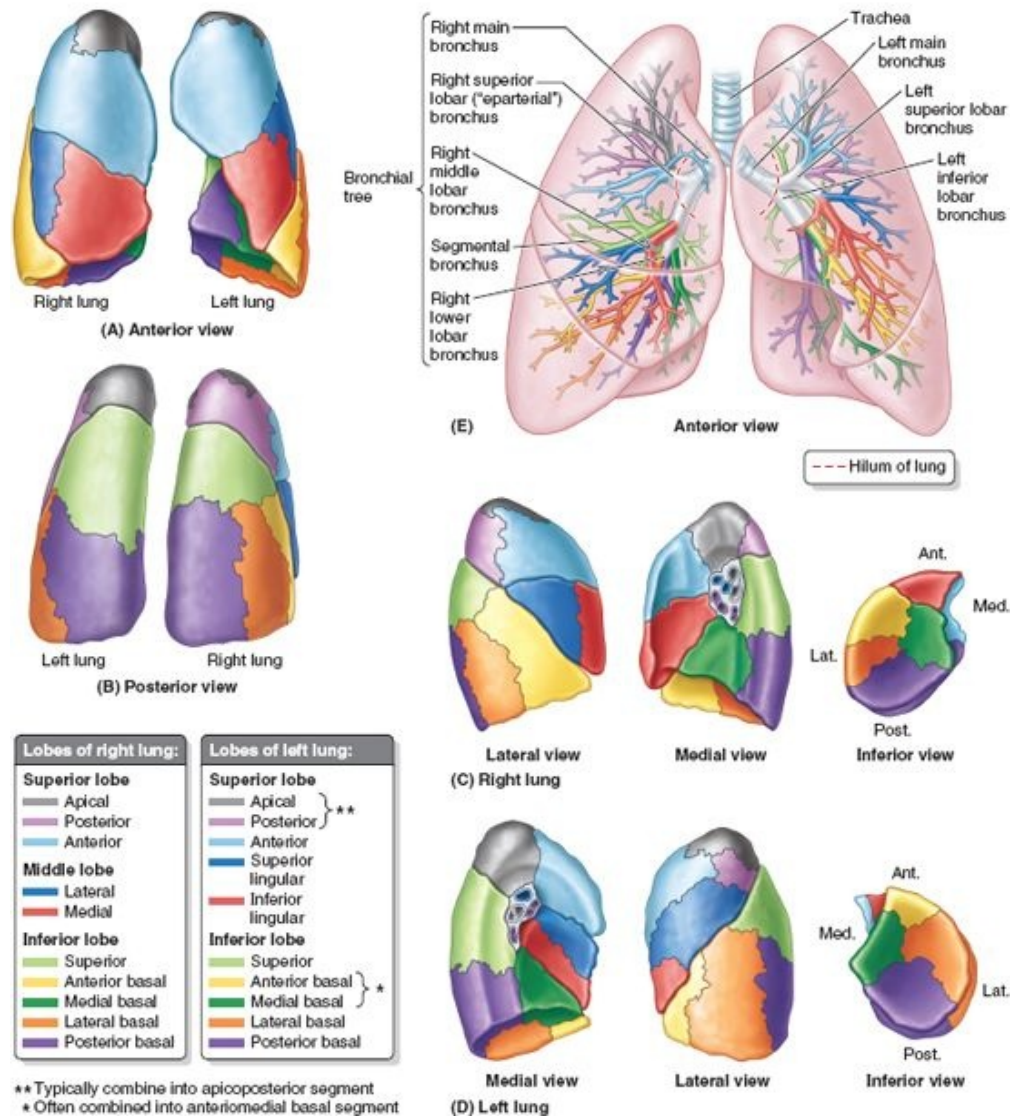 Right lung
Left lung
(A) Anterior view
Left lung
Right lung
(B) Posterior view
Bronchial
tree
Right main
bronchus
Right superior
lobar ("eparterial")
bronchus
Right
middle
lobar
bronchus
Segmental
bronchus
Right
lower
lobar
bronchus
Trachea
Left main
bronchus
Left
superior lobar
bronchus
Left
inferior
lobar
bronchus
(E)
Anterior view
Hilum of lung
Ant.
Med.
Lat.
Post.
Lateral view
Medial view
Inferior view
(C) Right lung
Lobes of right lung:
Superior lobe
Apical
Posterior
Anterior
Middle lobe
Lateral
Medial
Inferior lobe
Superior
Anterior basal
Medial basal
Lateral basal
Posterior basal
Lobes of left lung:
Superior lobe
Apical
**
Posterior
Anterior
Superior
lingular
Inferior
lingular
Inferior lobe
Superior
Anterior basal
*
Medial basal
Lateral basal
Posterior basal
**Typically combine into apicoposterior segment
*Often combined into anteriomedial basal segment
Ant.
Med.
Lat.
Post.
Medial view
Lateral view
Inferior view
(D) Left lung